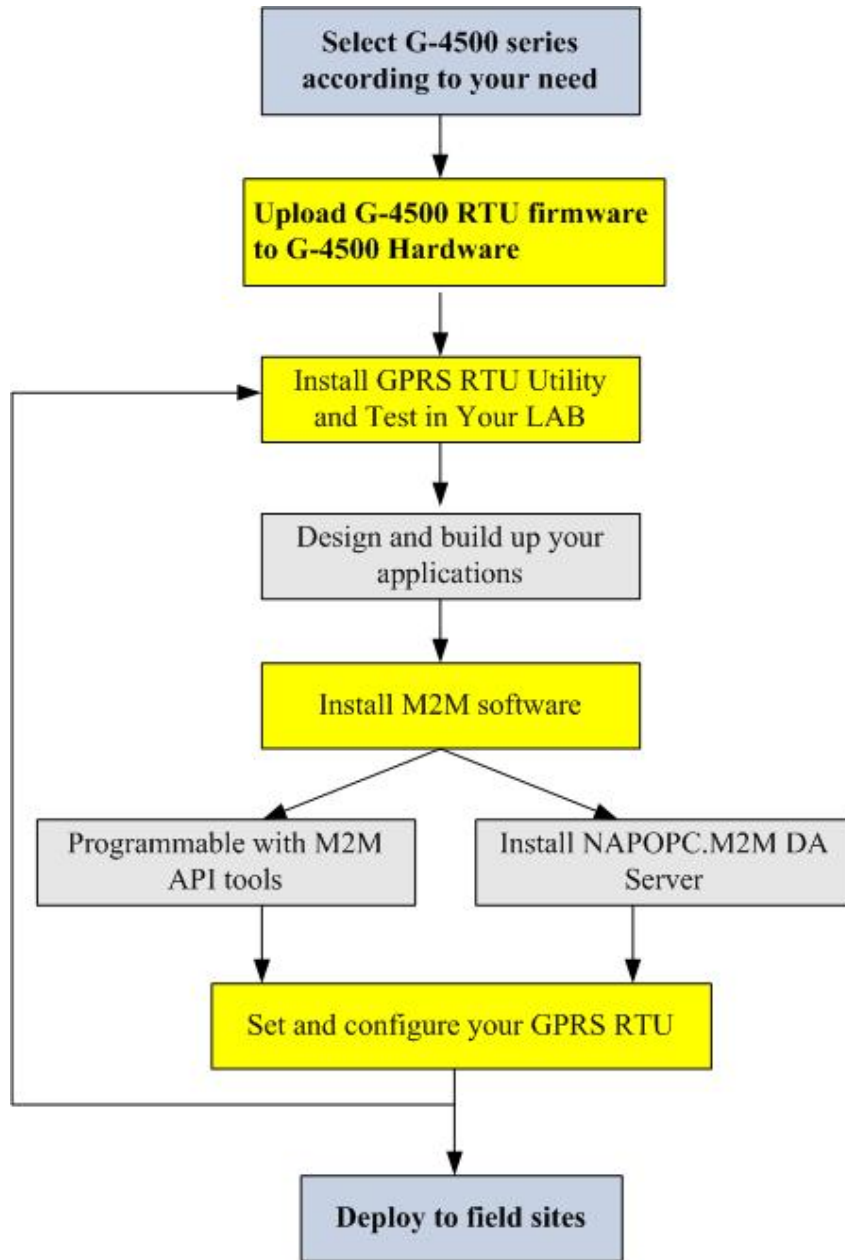 Select G-4500 series
according to your need
Upload G-4500 RTU firmware
to G-4500 Hardware
Install GPRS RTU Utility
and Test in Your LAB
Design and build up your
applications
Install M2M software
Programmable with M2M
API tools
Install NAPOPC.M2M DA
Server
Set and configure your GPRS RTU
Deploy to field sites